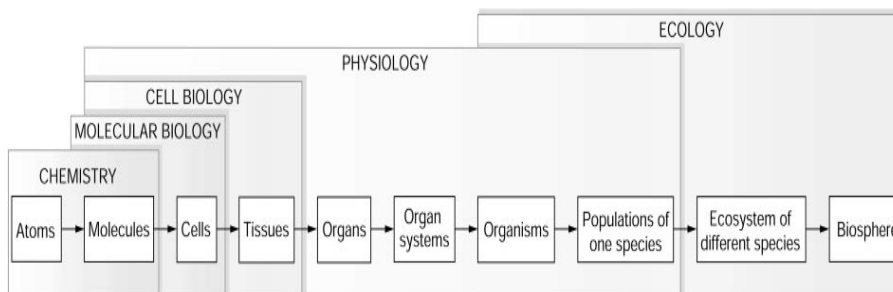 ECOLOGY
PHYSIOLOGY
CELL BIOLOGY
MOLECULAR BIOLOGY
CHEMISTRY
Atoms
Molecules
Cells
Tissues
Organs
Organ
systems
Organisms
Populations of
one species
Ecosystem of
different species
Biosphere